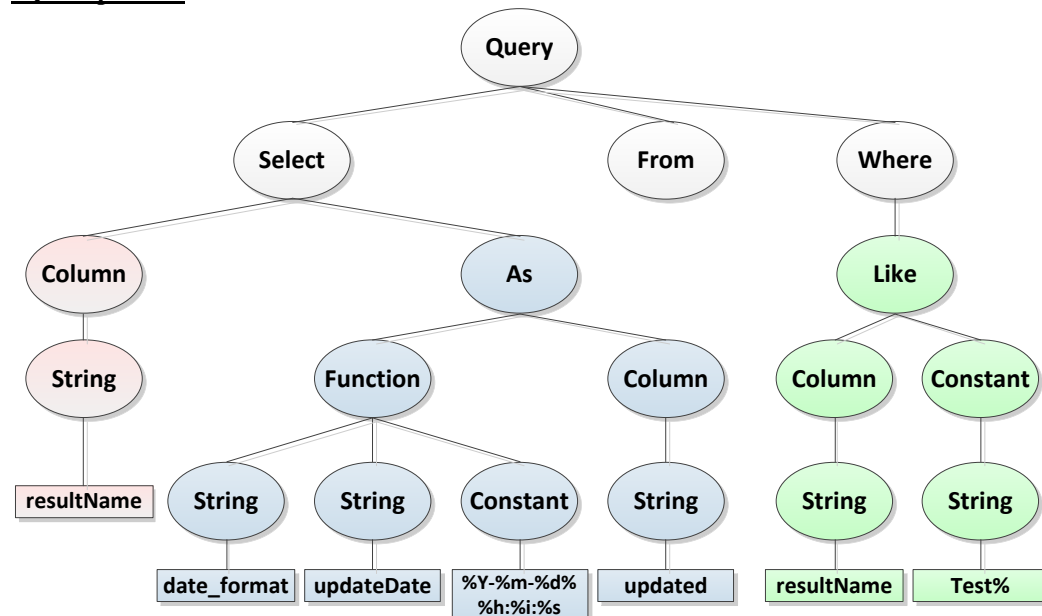 Query
Select From Where
Column As Like
String Function Column Column Constant
resultName String String Constant String String String
date_format updateDate %Y-%m-%d% updated resultName Test%
%h:%i:%s